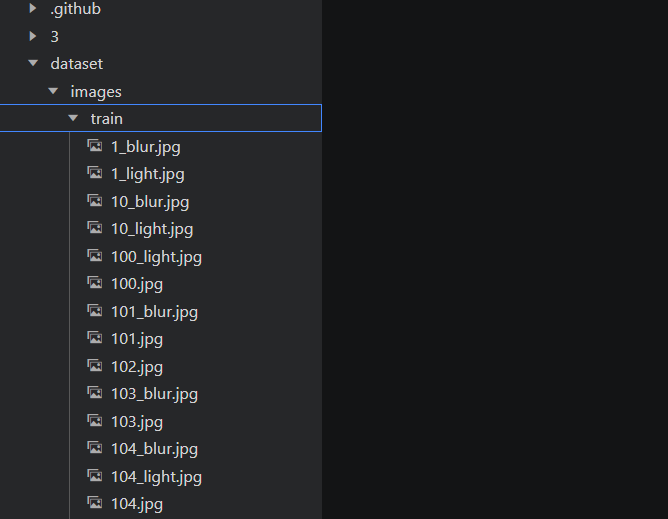 .github
3
dataset
images
train
1_blur.jpg
1_light.jpg
10_blur.jpg
10_light.jpg
100_light.jpg
100.jpg
101_blur.jpg
101.jpg
102.jpg
103_blur.jpg
103.jpg
104_blur.jpg
104_light.jpg
104.jpg